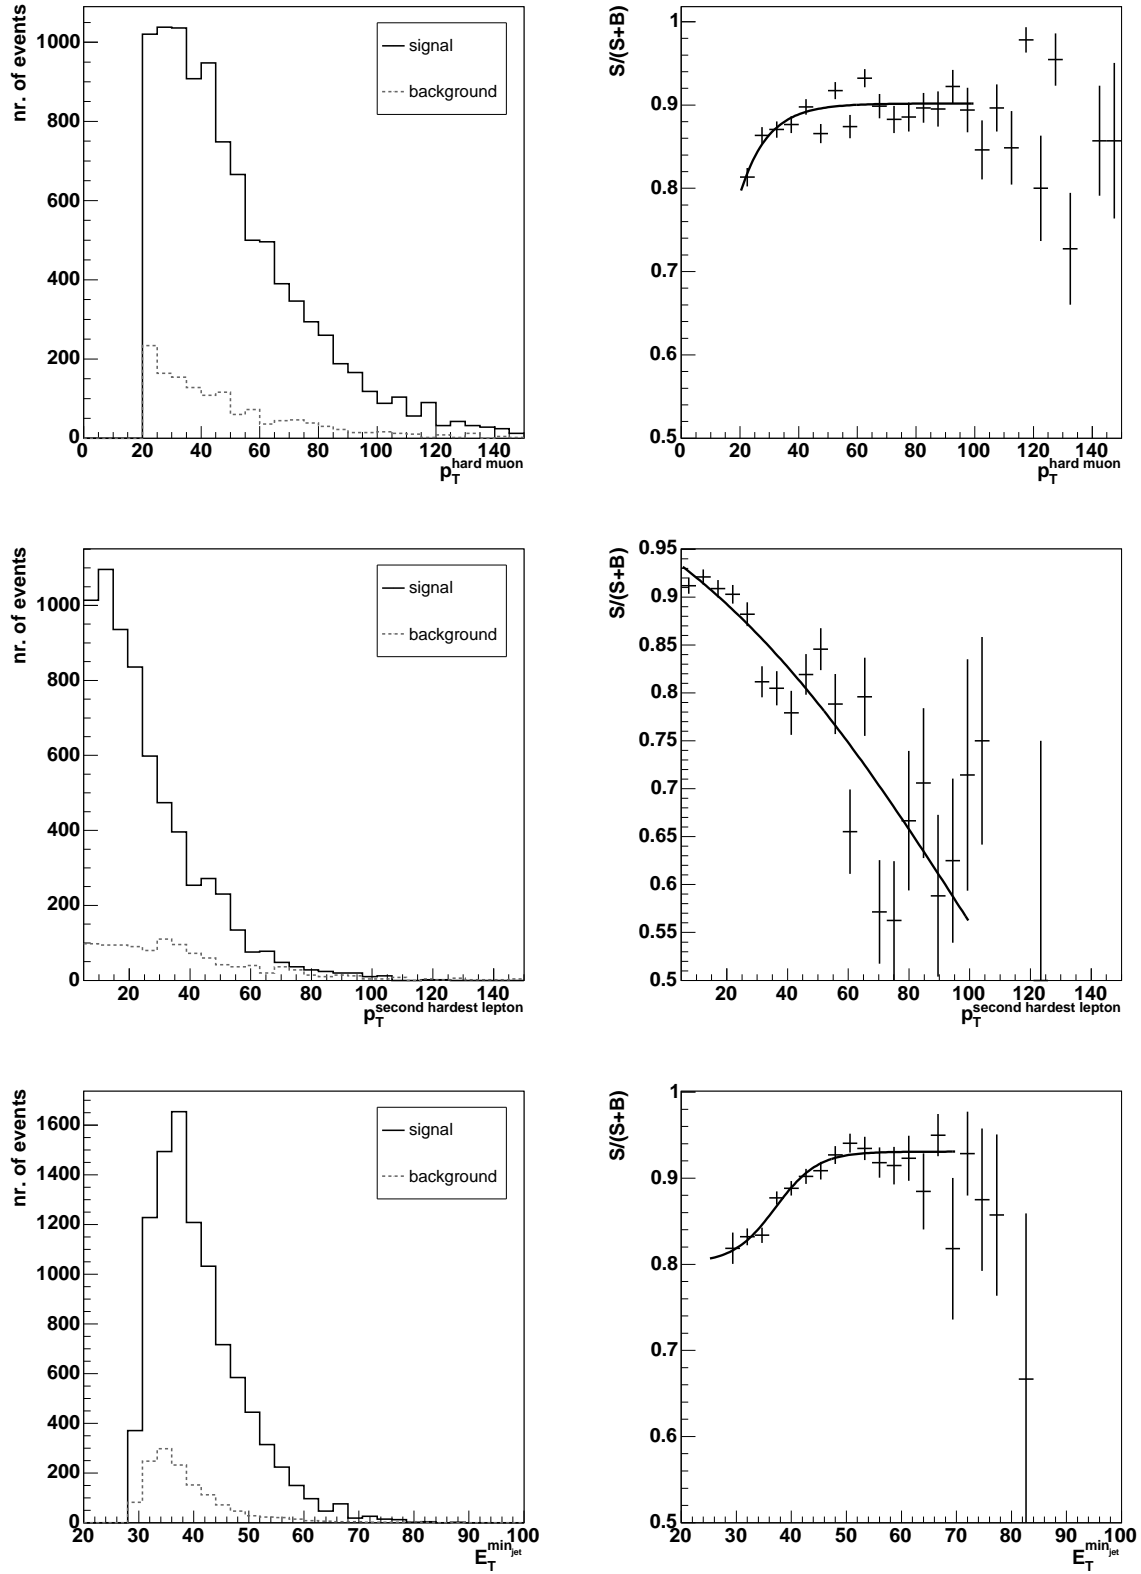 nr. of events
1000
800
600
400
200
0
signal
background
0 20 40 60 80 100 120 140
p_T^hard muon
S/(S+B)
1
0.9
0.8
0.7
0.6
0.5
0 20 40 60 80 100 120 140
p_T^hard muon
nr. of events
1000
800
600
400
200
0
signal
background
20 40 60 80 100 120 140
p_T^second hardest lepton
S/(S+B)
0.95
0.9
0.85
0.8
0.75
0.7
0.65
0.6
0.55
0.5
20 40 60 80 100 120 140
p_T^second hardest lepton
nr. of events
1600
1400
1200
1000
800
600
400
200
0
signal
background
20 30 40 50 60 70 80 90 100
E_T^min_jet
S/(S+B)
1
0.9
0.8
0.7
0.6
0.5
20 30 40 50 60 70 80 90 100
E_T^min_jet